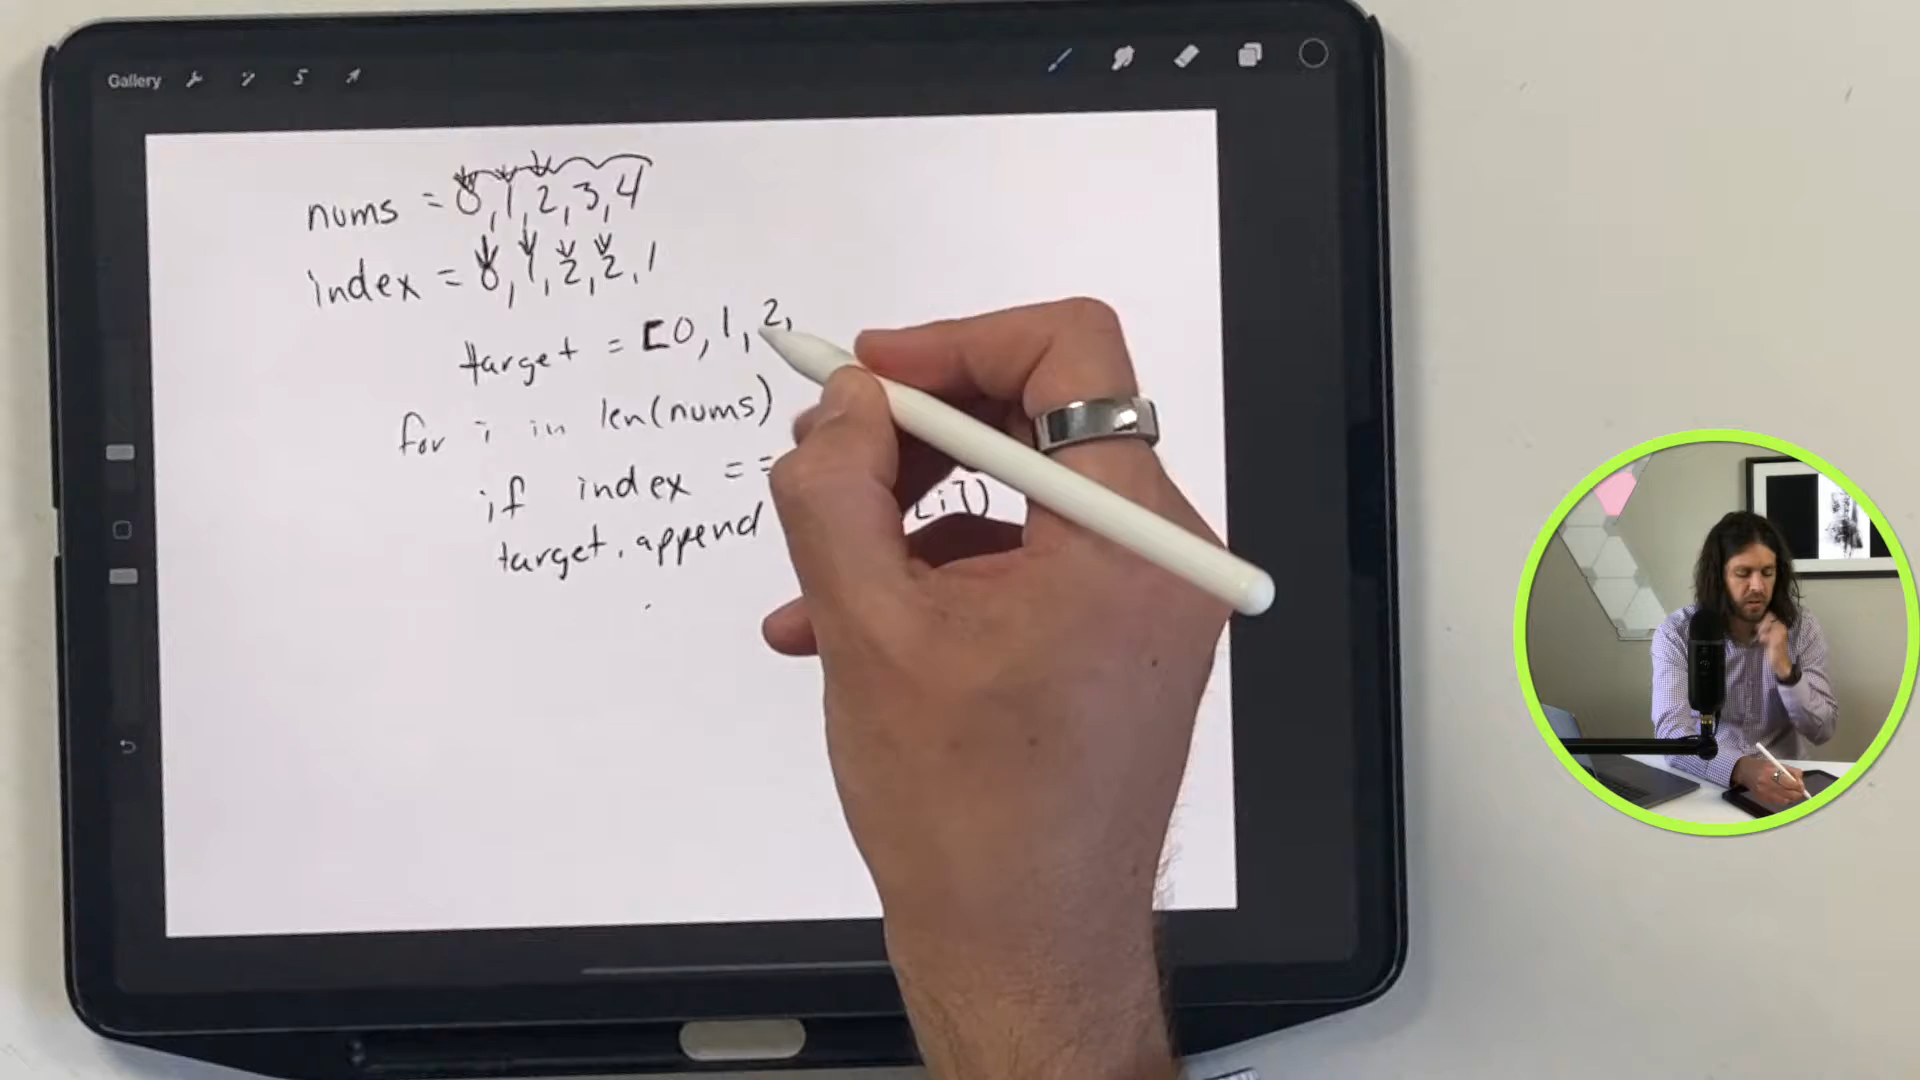 Gallery
nums = 0, 1, 2, 3, 4
index = 0, 1, 2, 2, 1
target = [0, 1, 2,
for i in len(nums)
if index ==
target.append [i])